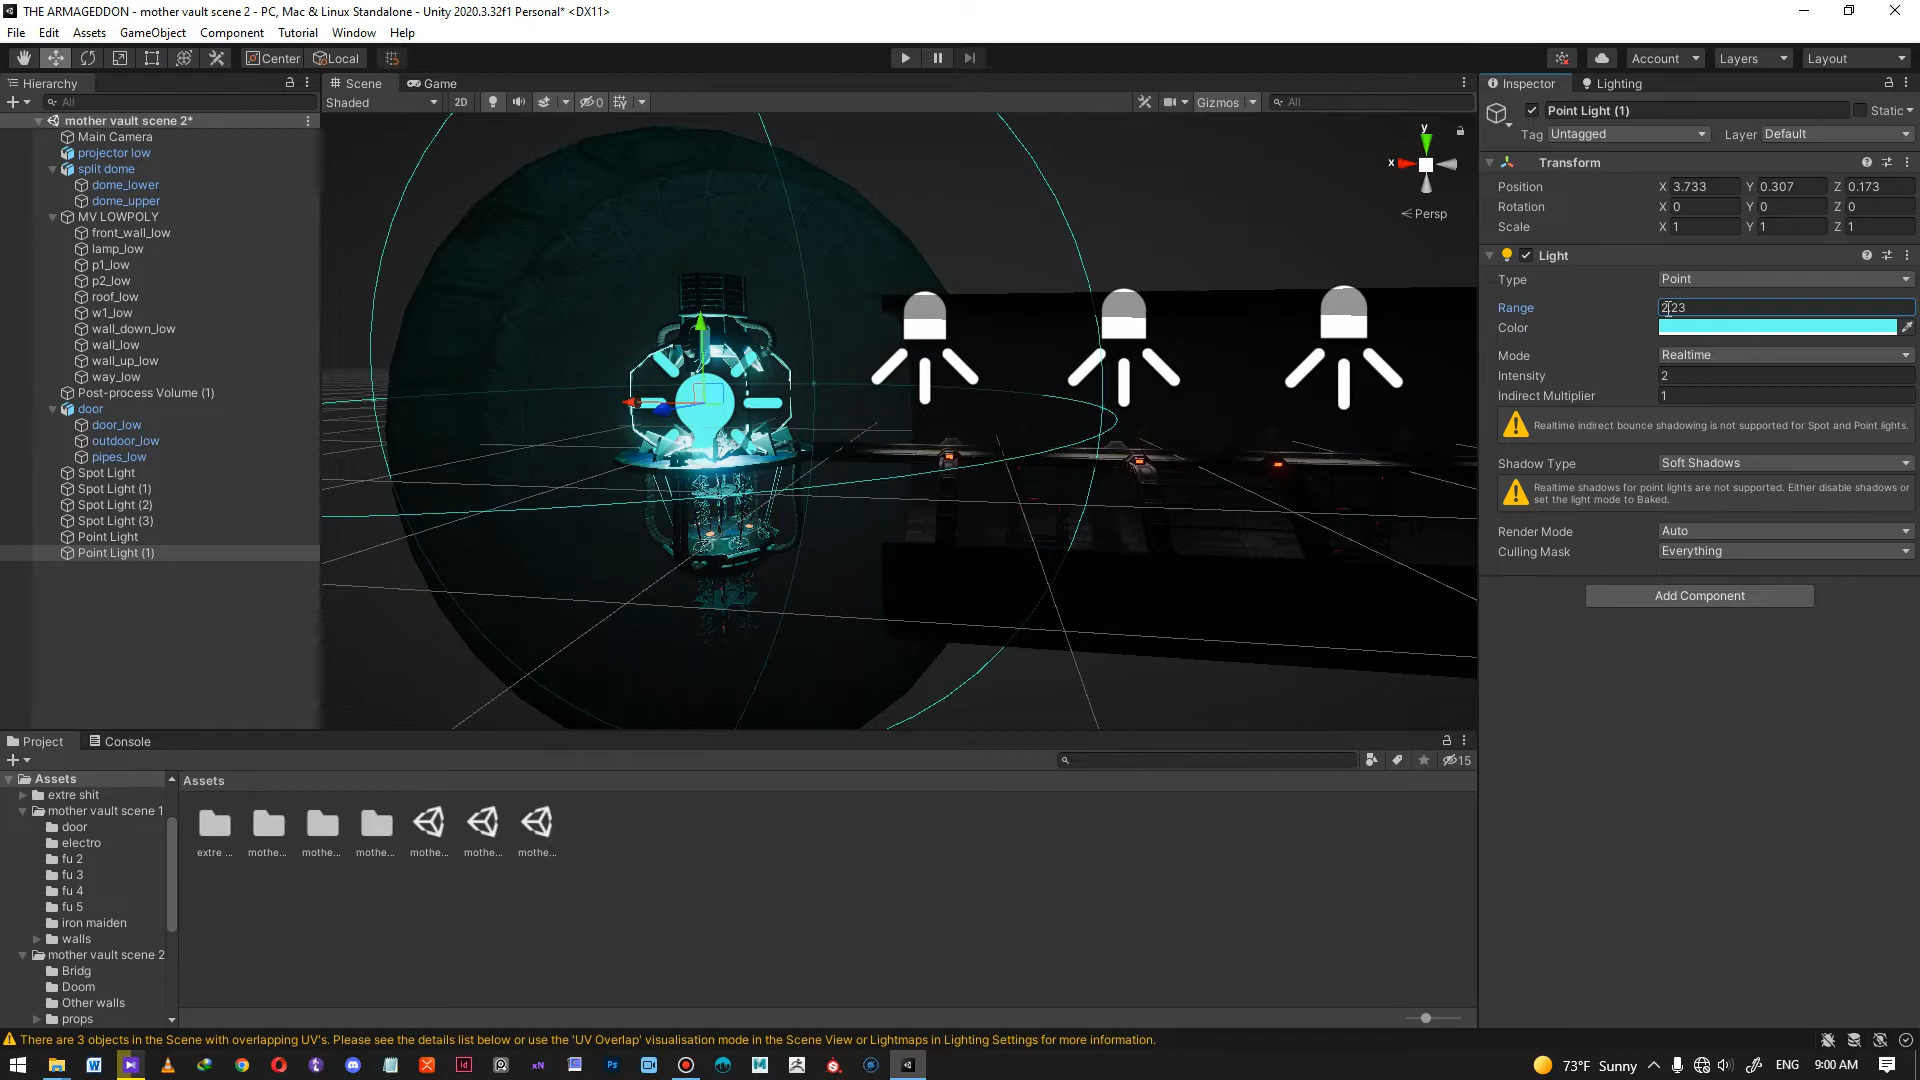 THE ARMAGEDDON - mother vault scene 2 - PC, Mac & Linux Standalone - Unity 2020.3.32f1 Personal* <DX11>
File Edit Assets GameObject Component Tutorial Window Help
Center Local Account Layers Layout
Hierarchy Scene Game Inspector Lighting
All Shaded 2D 0 Gizmos All
mother vault scene 2*
Main Camera
projector low
split dome
dome_lower
dome_upper
MV LOWPOLY
front_wall_low
lamp_low
p1_low
p2_low
roof_low
w1_low
wall_down_low
wall_low
wall_up_low
way_low
Post-process Volume (1)
door
door_low
outdoor_low
pipes_low
Spot Light
Spot Light (1)
Spot Light (2)
Spot Light (3)
Point Light
Point Light (1)
y
x
Persp
Point Light (1) Static
Tag Untagged Layer Default
Transform
Position X 3.733 Y 0.307 Z 0.173
Rotation X 0 Y 0 Z 0
Scale X 1 Y 1 Z 1
Light
Type Point
Range 2.23
Color
Mode Realtime
Intensity 2
Indirect Multiplier 1
Realtime indirect bounce shadowing is not supported for Spot and Point lights.
Shadow Type Soft Shadows
Realtime shadows for point lights are not supported. Either disable shadows or
set the light mode to Baked.
Render Mode Auto
Culling Mask Everything
Add Component
Project Console
15
Assets
extre shit
mother vault scene 1
door
electro
fu 2
fu 3
fu 4
fu 5
iron maiden
walls
mother vault scene 2
Bridg
Doom
Other walls
props
Assets
extre ... mothe... mothe... mothe... mothe... mothe... mothe...
There are 3 objects in the Scene with overlapping UV's. Please see the details list below or use the 'UV Overlap' visualisation mode in the Scene View or Lightmaps in Lighting Settings for more information.
73°F Sunny ENG 9:00 AM